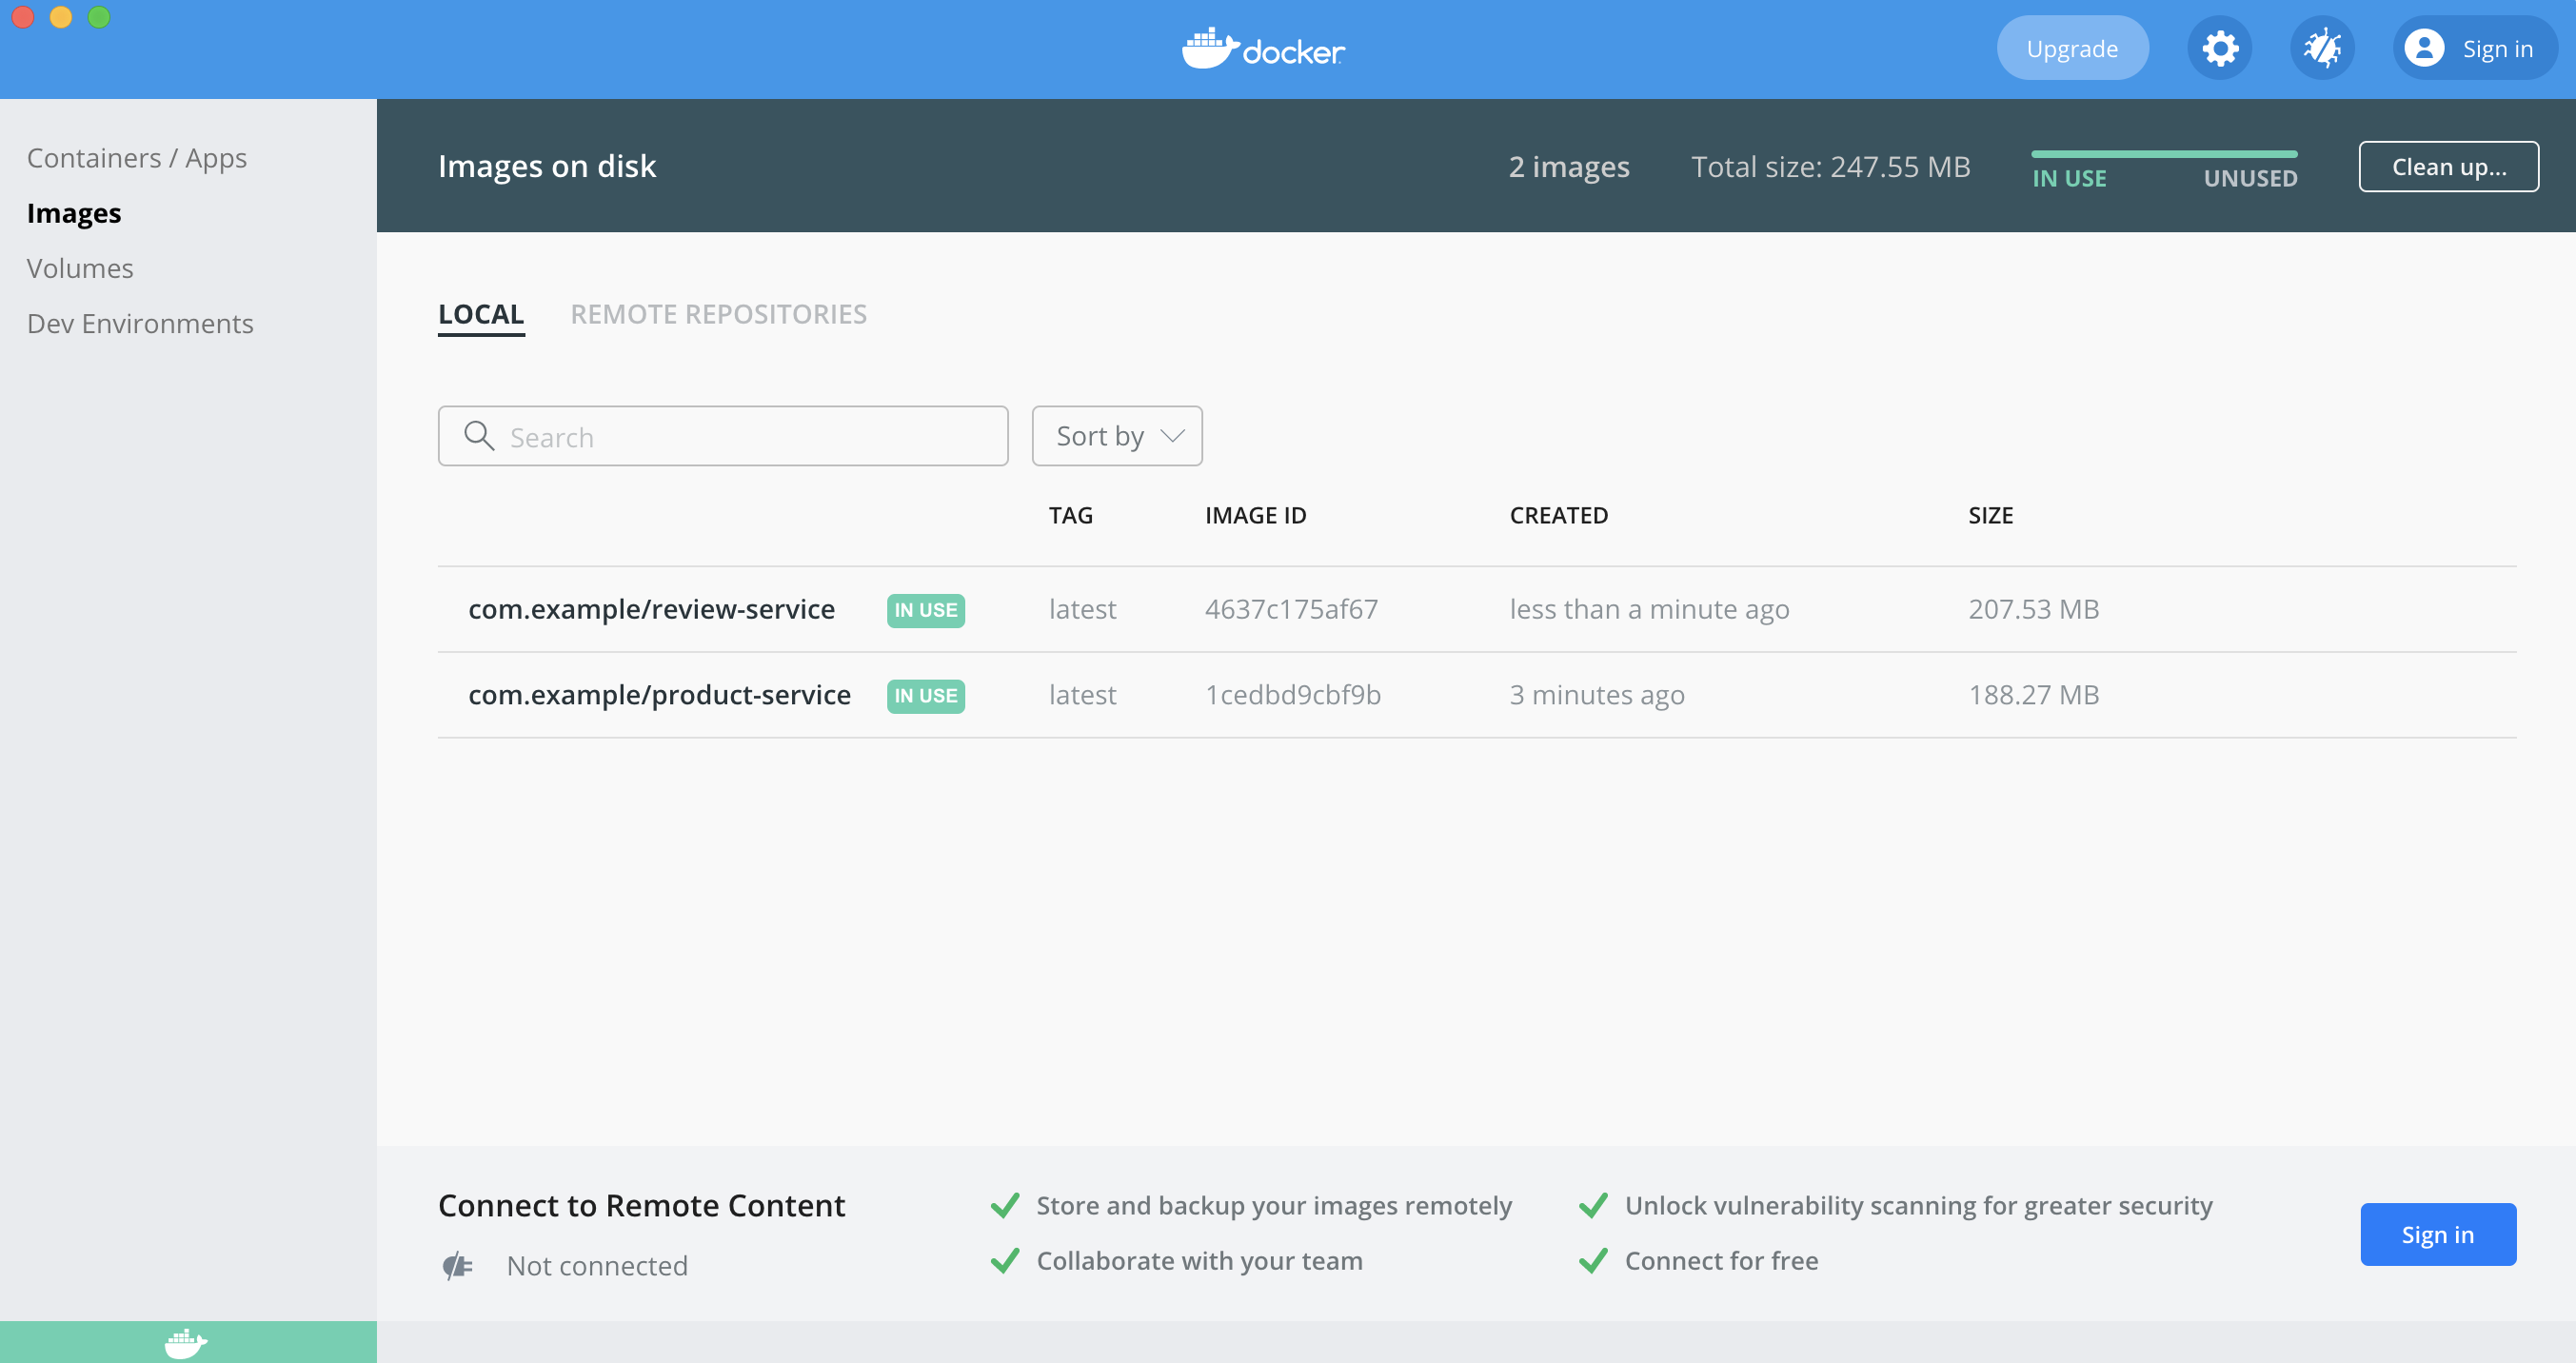 docker
Upgrade
Sign in
Containers / Apps
Images
Volumes
Dev Environments
Images on disk
2 images
Total size: 247.55 MB
IN USE
UNUSED
Clean up...
LOCAL
REMOTE REPOSITORIES
Search
Sort by
TAG IMAGE ID CREATED SIZE
com.example/review-service IN USE latest 4637c175af67 less than a minute ago 207.53 MB
com.example/product-service IN USE latest 1cedbd9cbf9b 3 minutes ago 188.27 MB
Connect to Remote Content
Not connected
Store and backup your images remotely
Collaborate with your team
Unlock vulnerability scanning for greater security
Connect for free
Sign in